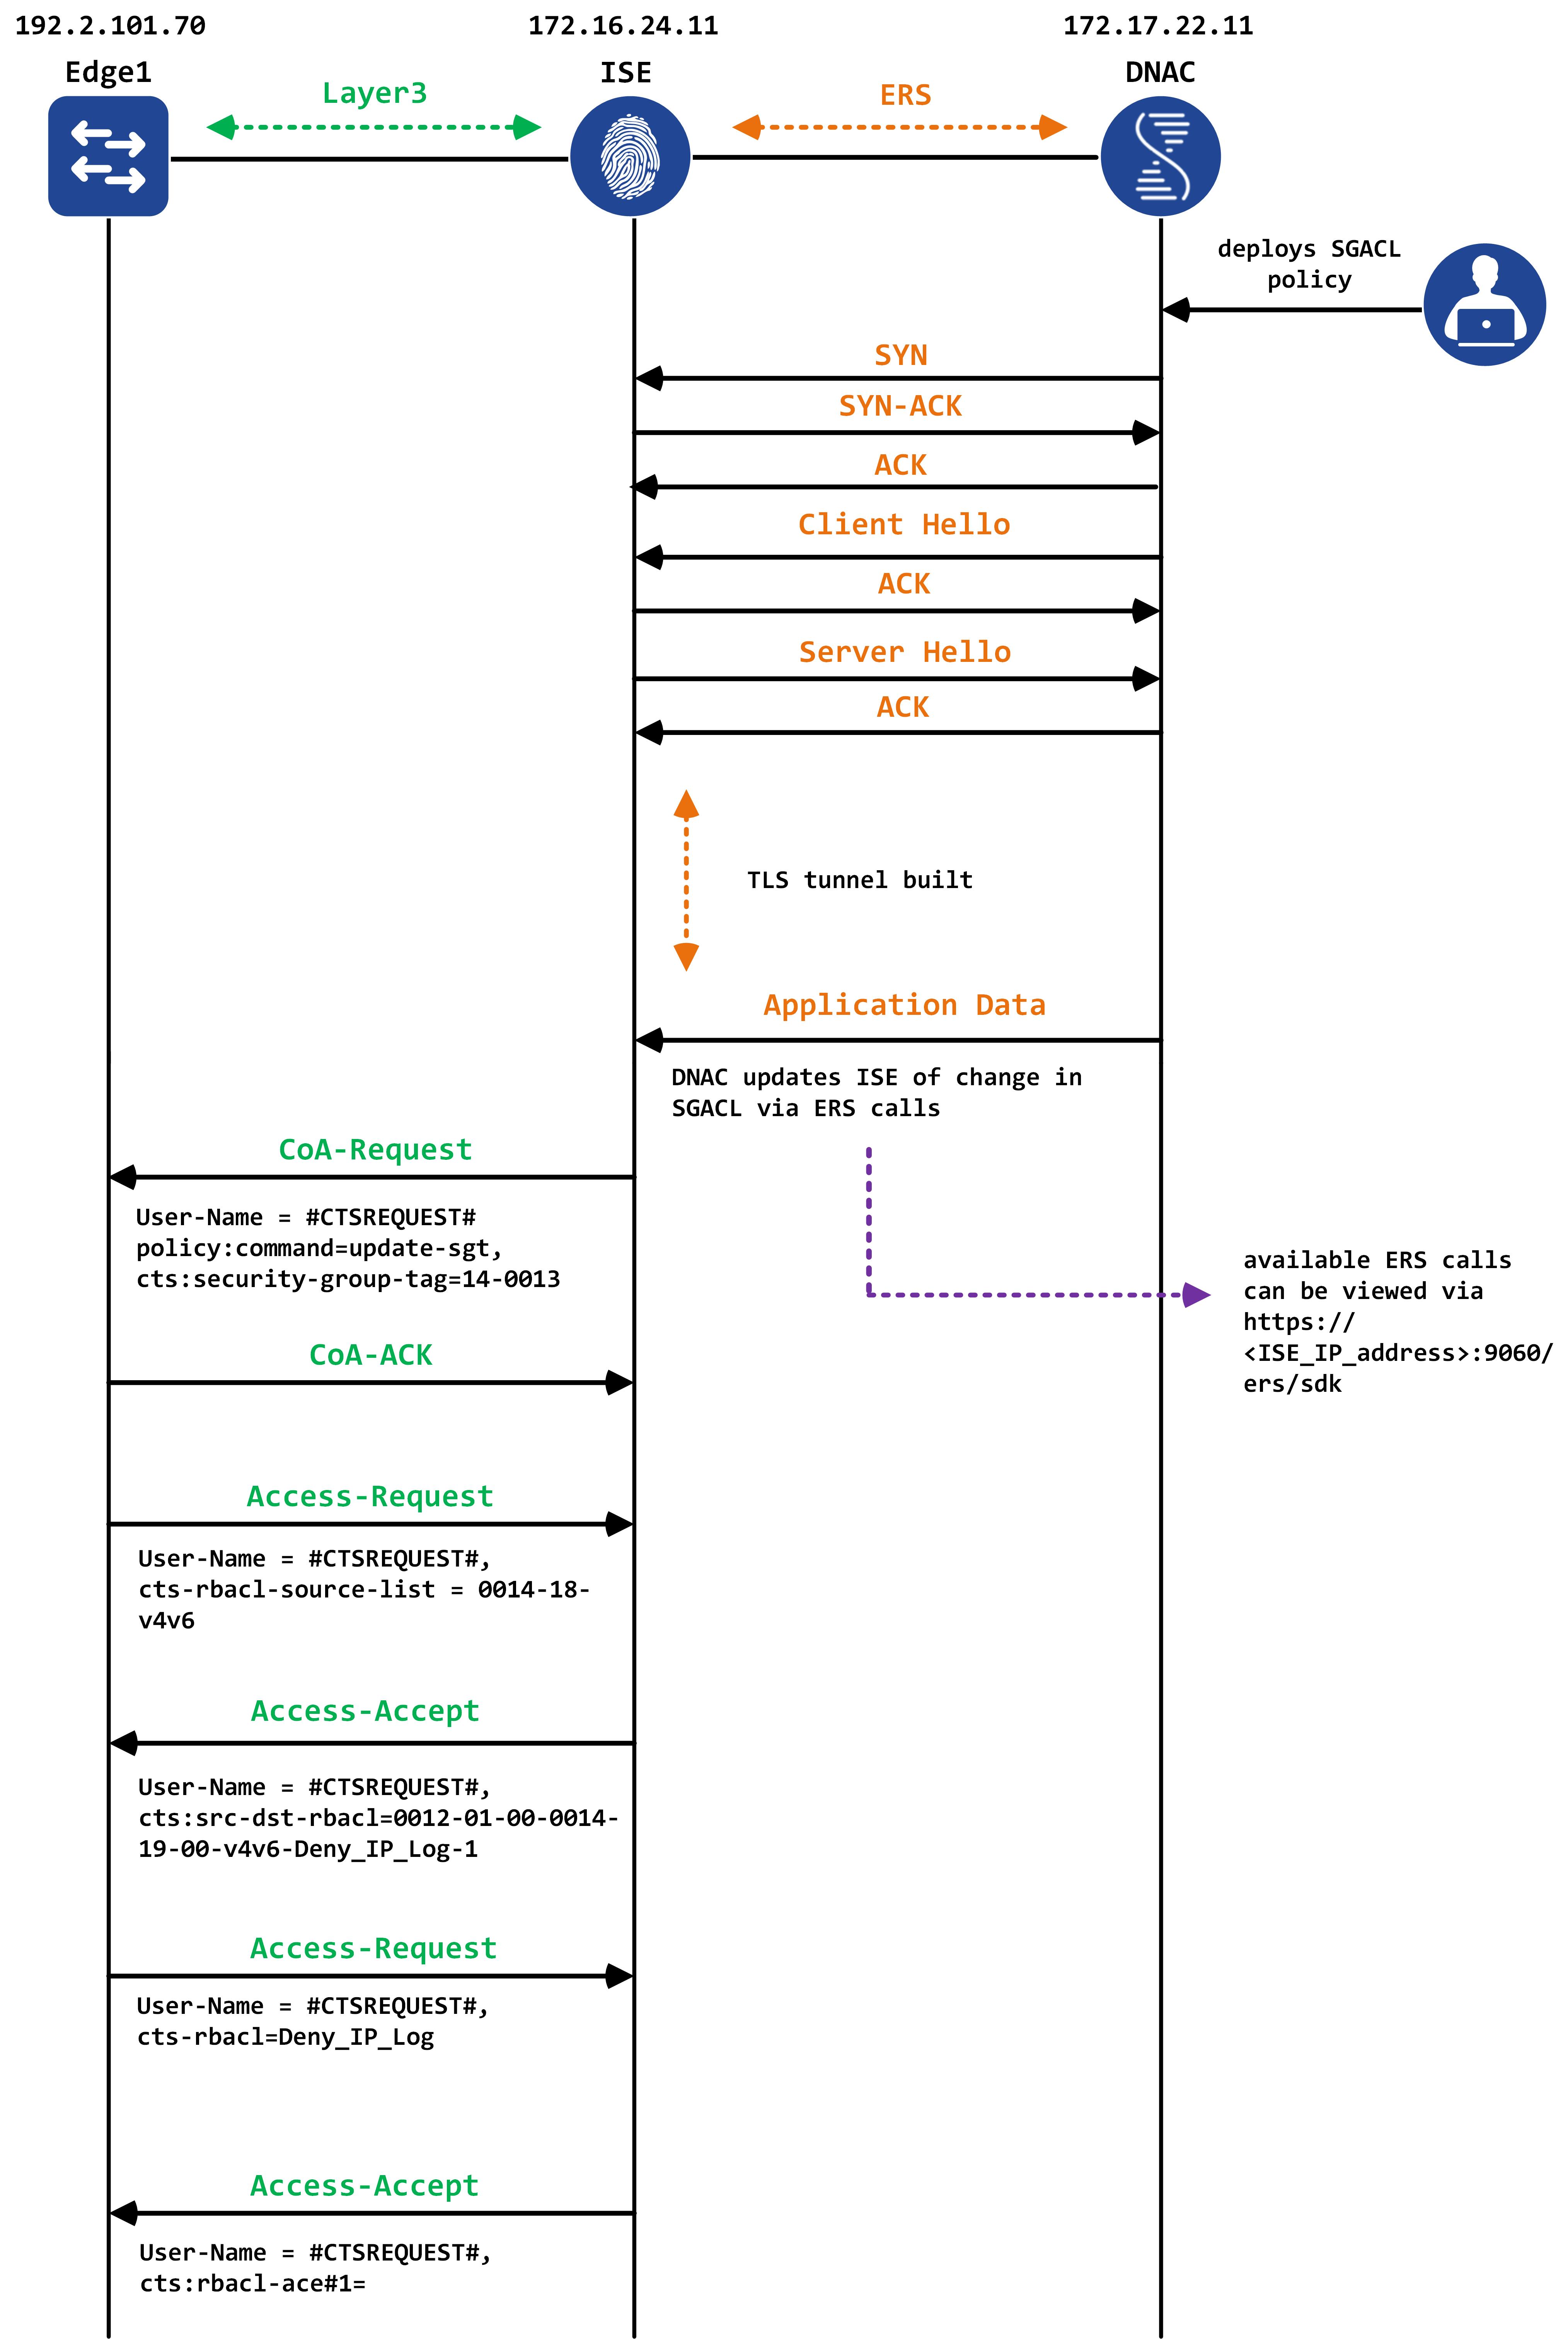 192.2.101.70
172.16.24.11
172.17.22.11
Edge1
ISE
DNAC
Layer3
ERS
deploys SGACL
policy
SYN
SYN-ACK
ACK
Client Hello
ACK
Server Hello
ACK
TLS tunnel built
Application Data
DNAC updates ISE of change in
SGACL via ERS calls
CoA-Request
User-Name = #CTSREQUEST#
policy:command=update-sgt,
cts:security-group-tag=14-0013
available ERS calls
can be viewed via
https://
<ISE_IP_address>:9060/
ers/sdk
CoA-ACK
Access-Request
User-Name = #CTSREQUEST#,
cts-rbacl-source-list = 0014-18-
v4v6
Access-Accept
User-Name = #CTSREQUEST#,
cts:src-dst-rbacl=0012-01-00-0014-
19-00-v4v6-Deny_IP_Log-1
Access-Request
User-Name = #CTSREQUEST#,
cts-rbacl=Deny_IP_Log
Access-Accept
User-Name = #CTSREQUEST#,
cts:rbacl-ace#1=